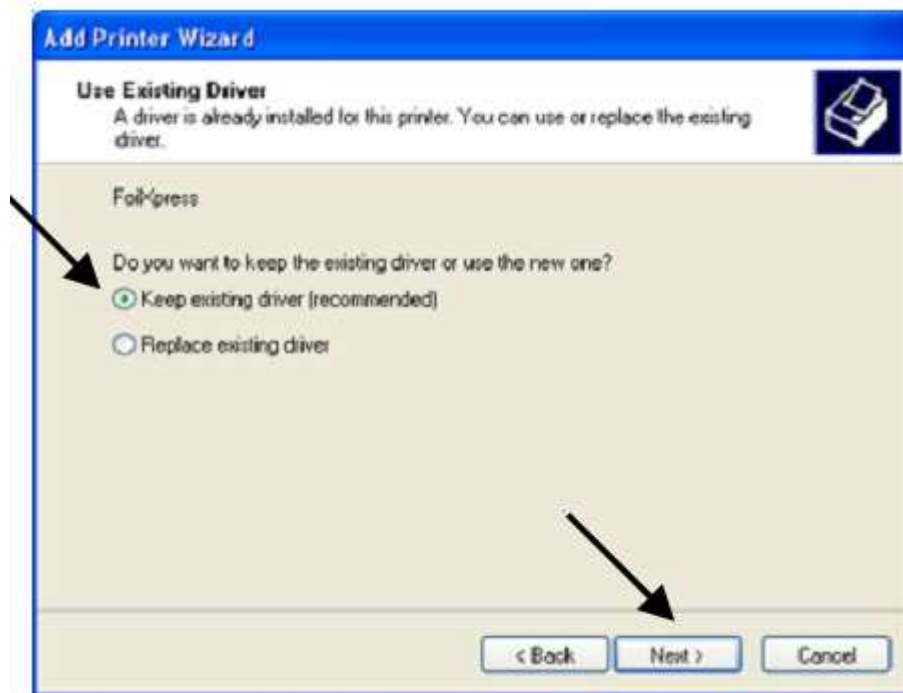 Add Printer Wizard
Use Existing Driver
A driver is already installed for this printer. You can use or replace the existing
driver.
FoilXpress
Do you want to keep the existing driver or use the new one?
Keep existing driver (recommended)
Replace existing driver
< Back
Next >
Cancel